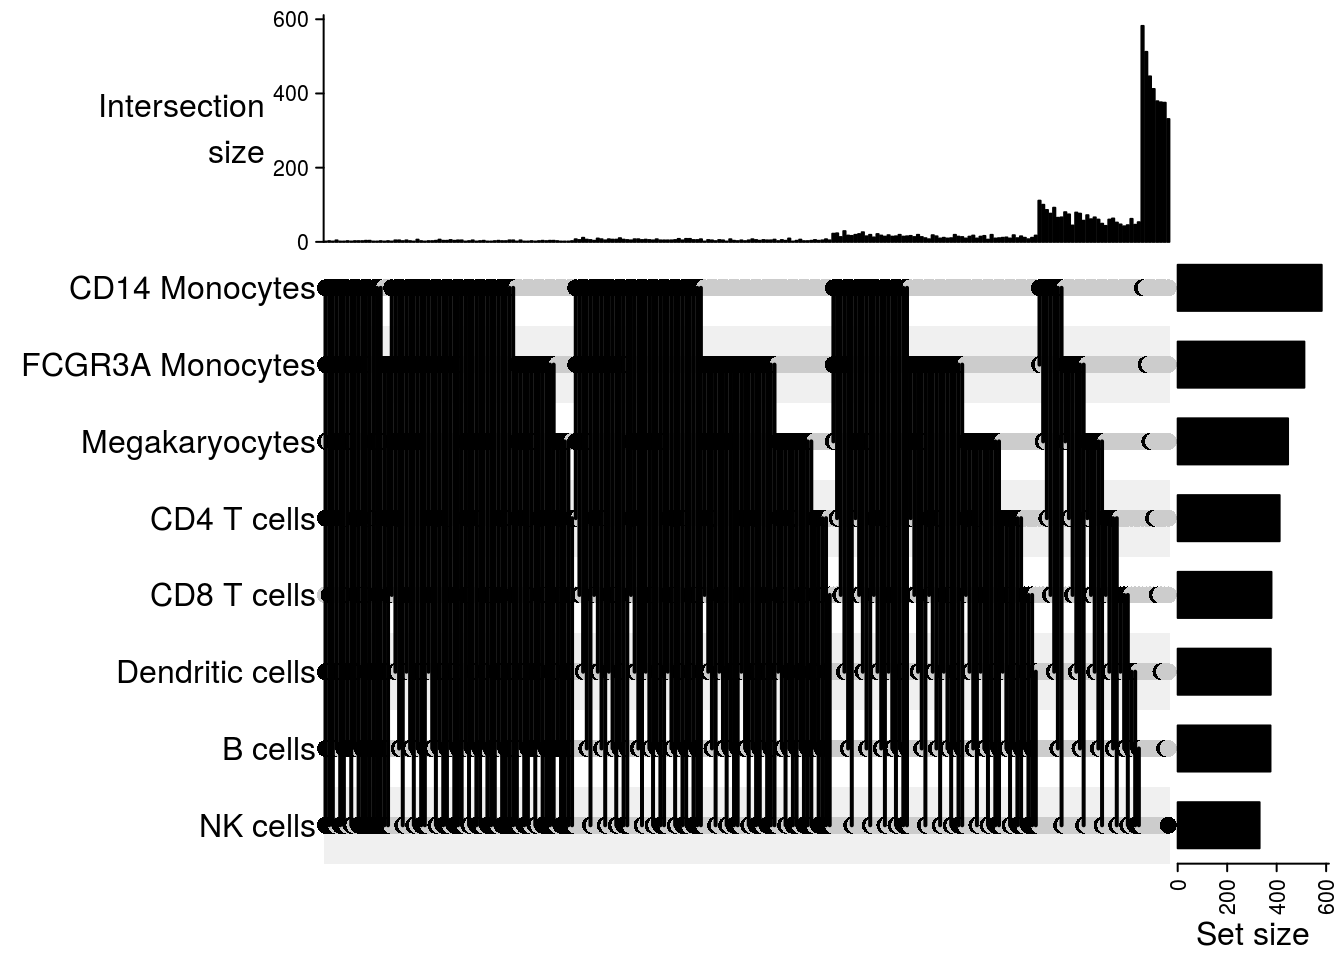 600
400
200
0
Intersection
size
CD14 Monocytes
FCGR3A Monocytes
Megakaryocytes
CD4 T cells
CD8 T cells
Dendritic cells
B cells
NK cells
0
200
400
600
Set size